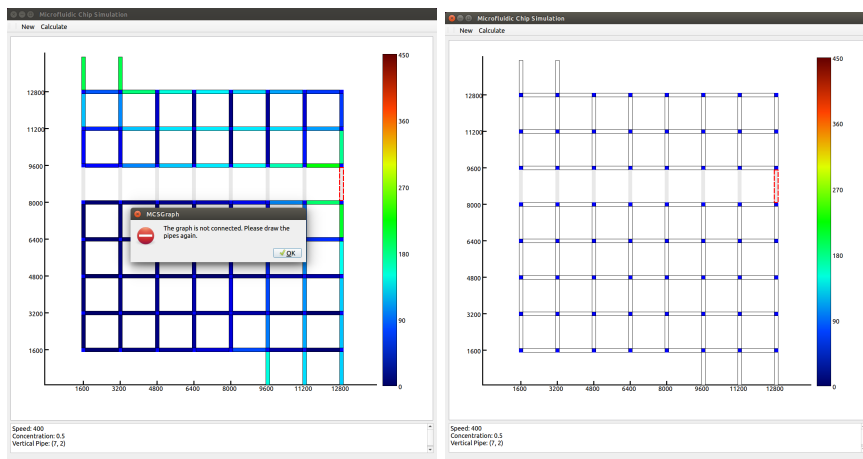 Microfluidic Chip Simulation
New Calculate
450
12800
360
11200
9600
270
8000
MCSGraph
The graph is not connected. Please draw the
pipes again.
OK
6400
180
4800
3200
90
1600
0
1600 3200 4800 6400 8000 9600 11200 12800
Speed: 400
Concentration: 0.5
Vertical Pipe: (7, 2)
Microfluidic Chip Simulation
New Calculate
450
12800
360
11200
9600
270
8000
6400
180
4800
3200
90
1600
0
1600 3200 4800 6400 8000 9600 11200 12800
Speed: 400
Concentration: 0.5
Vertical Pipe: (7, 2)